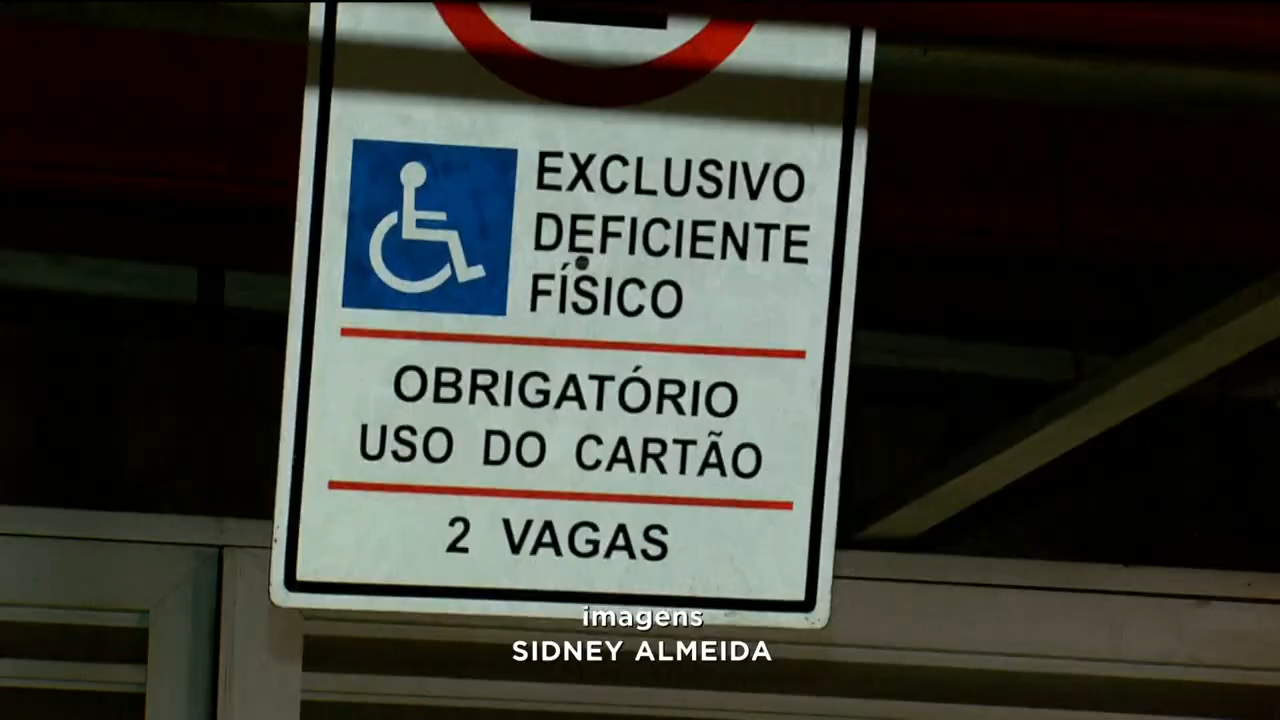 EXCLUSIVO
DEFICIENTE
FÍSICO
OBRIGATÓRIO
USO DO CARTÃO
2 VAGAS
imagens
SIDNEY ALMEIDA